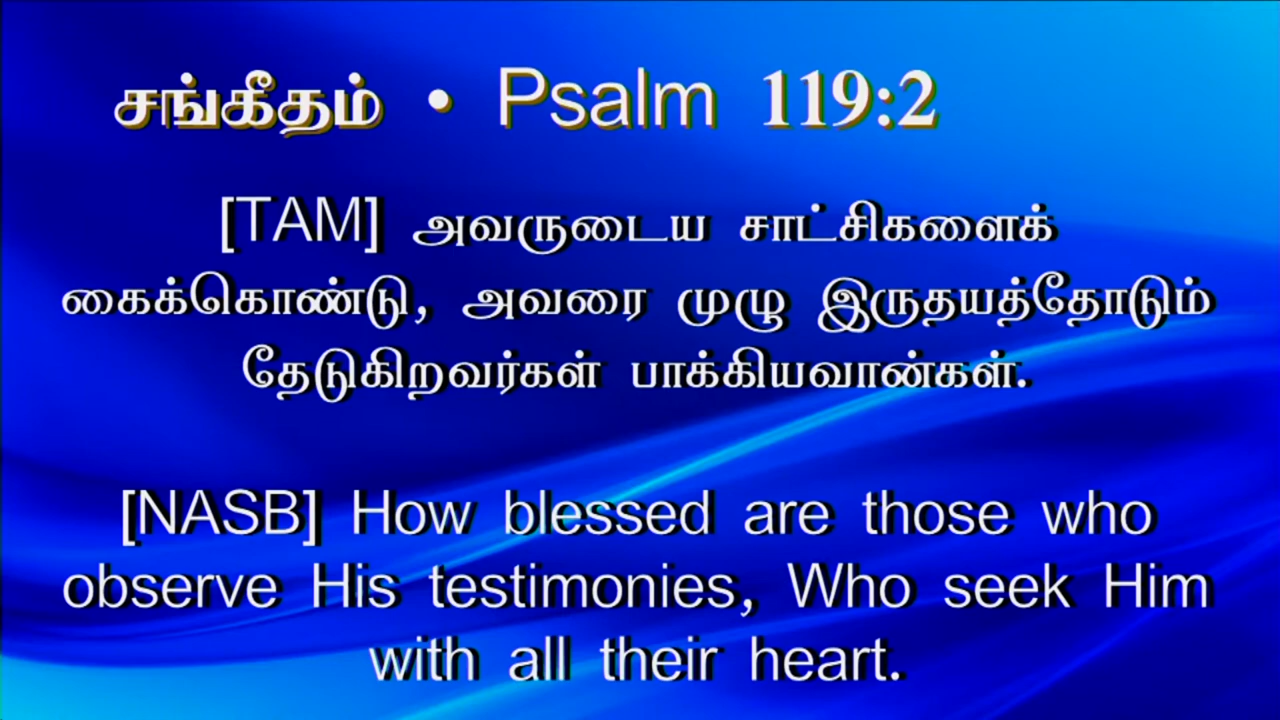 சங்கீதம் • Psalm 119:2
[TAM] அவருடைய சாட்சிகளைக்
கைக்கொண்டு, அவரை முழு இருதயத்தோடும்
தேடுகிறவர்கள் பாக்கியவான்கள்.
[NASB] How blessed are those who
observe His testimonies, Who seek Him
with all their heart.